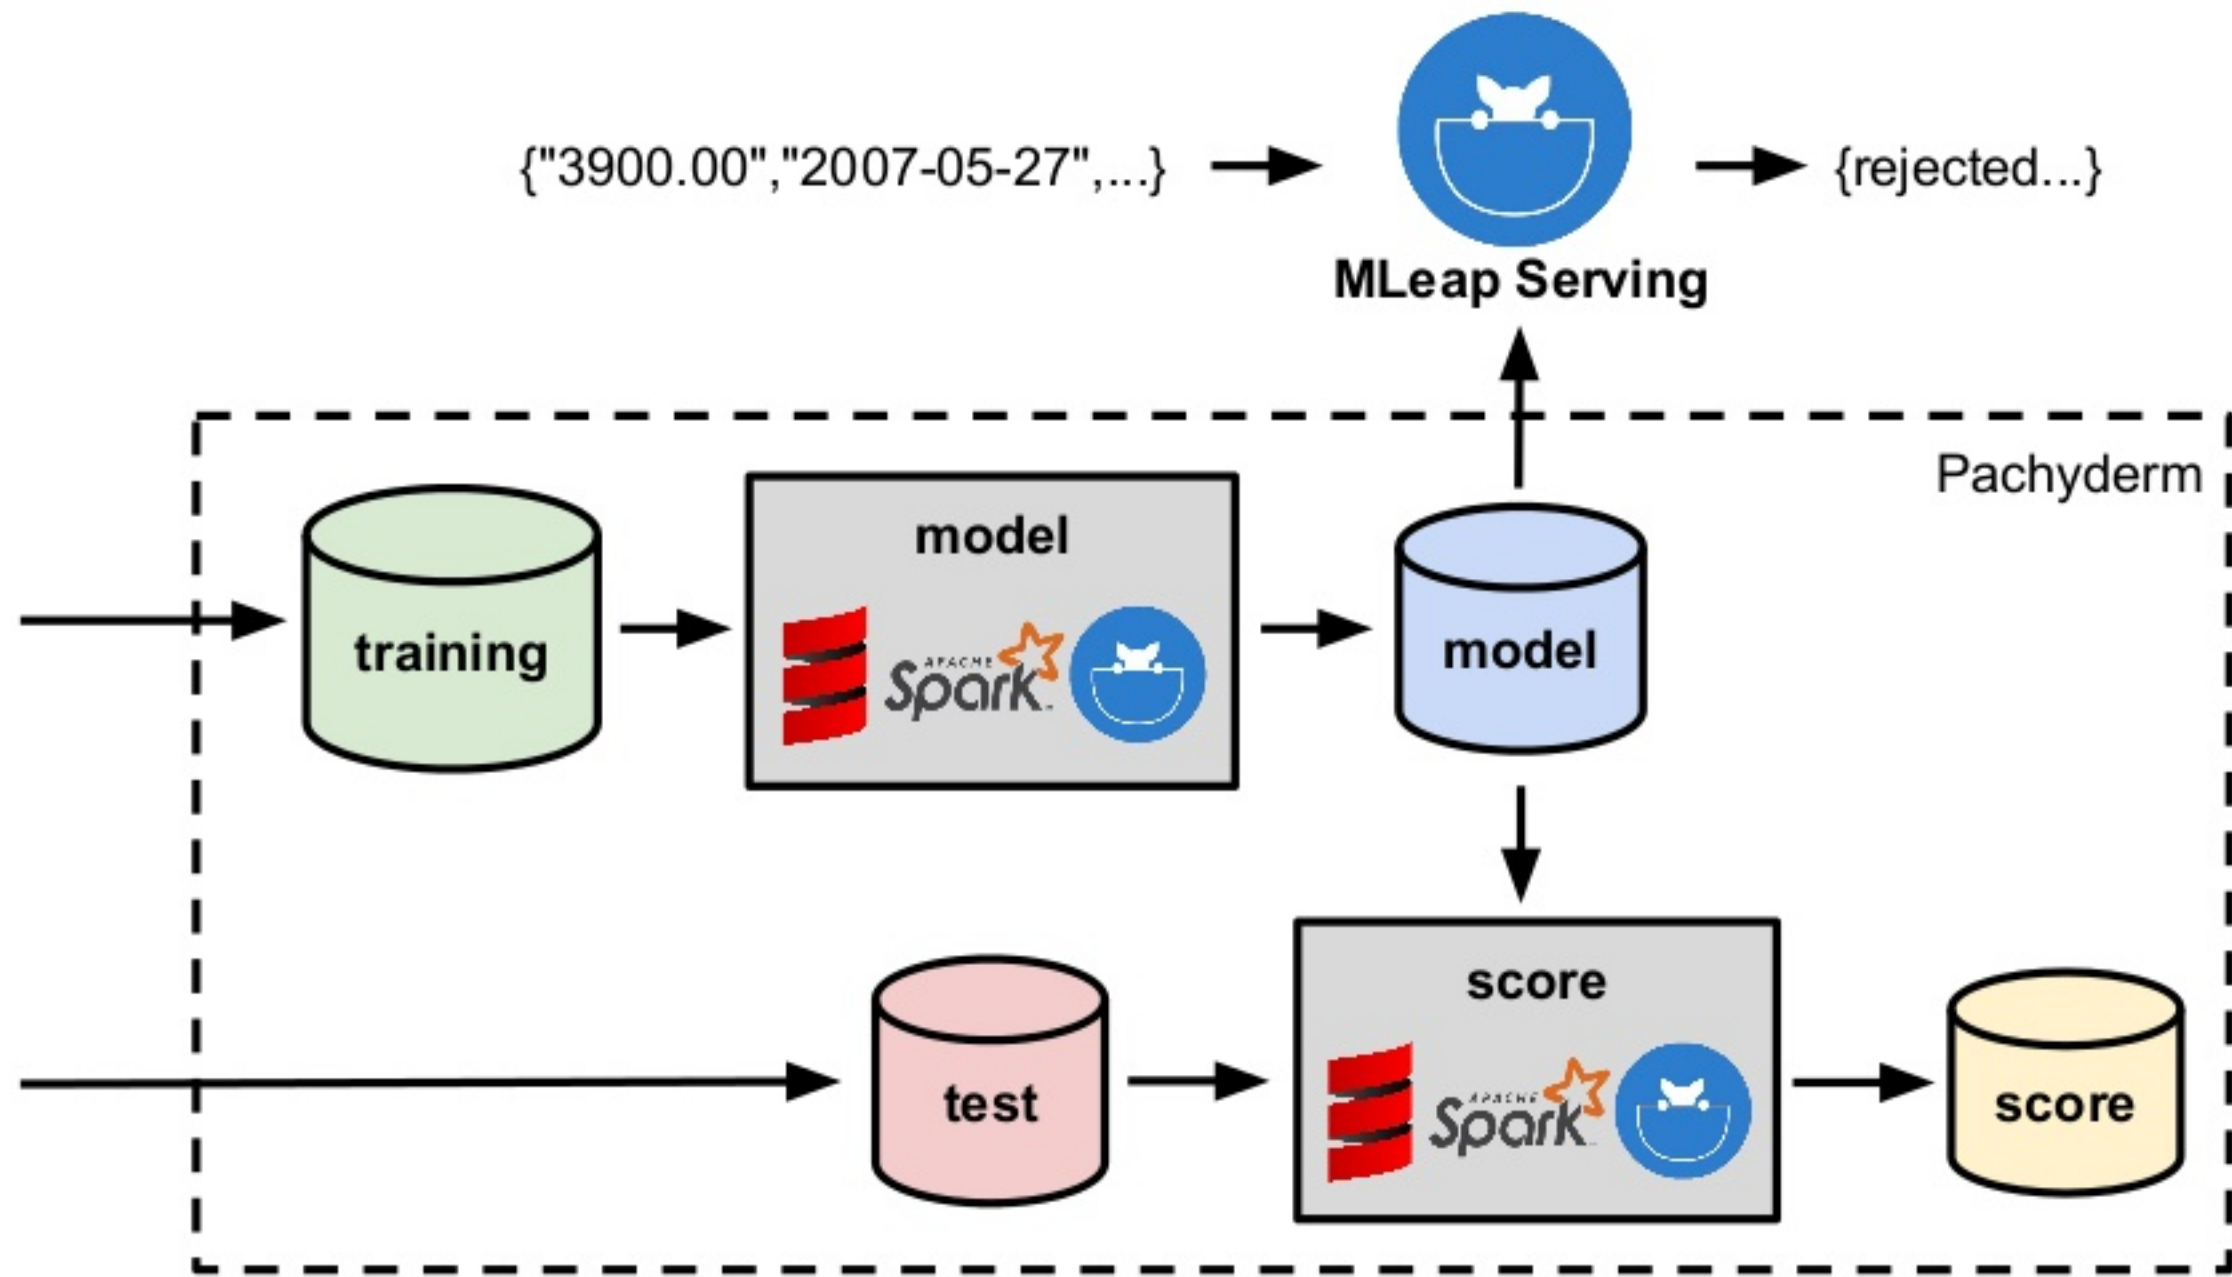 {"3900.00","2007-05-27",...}
{rejected...}
MLeap Serving
Pachyderm
training
model
APACHE
Spark
model
test
score
APACHE
Spark
score